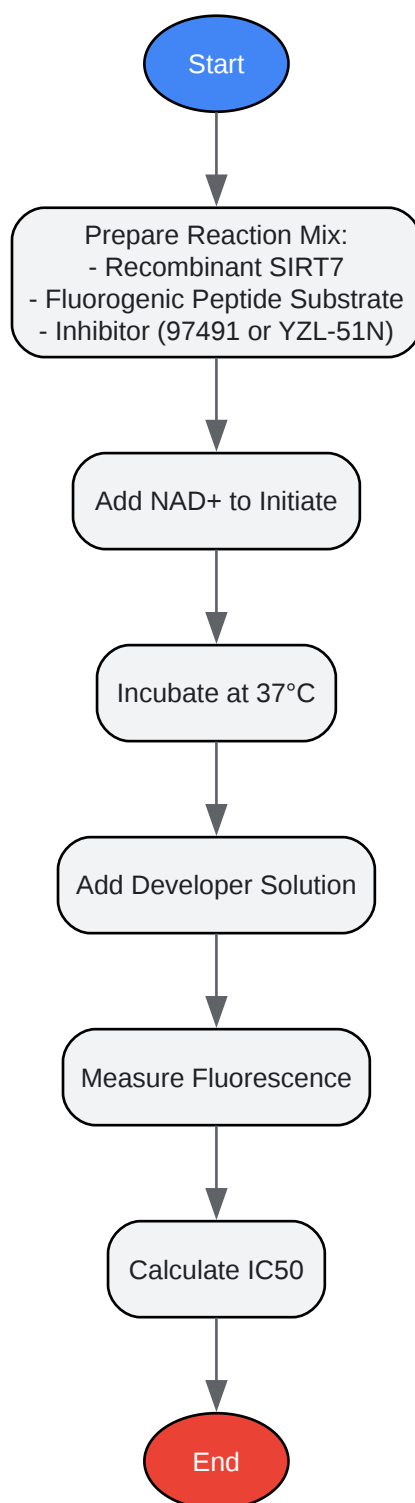 Start
Prepare Reaction Mix:
- Recombinant SIRT7
- Fluorogenic Peptide Substrate
- Inhibitor (97491 or YZL-51N)
Add NAD+ to Initiate
Incubate at 37°C
Add Developer Solution
Measure Fluorescence
Calculate IC50
End